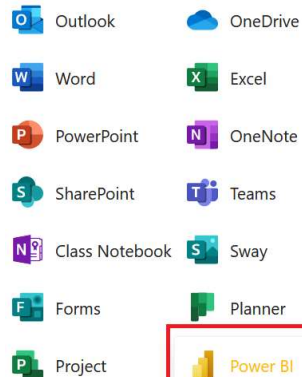 Outlook OneDrive
Word Excel
PowerPoint OneNote
SharePoint Teams
Class Notebook Sway
Forms Planner
Project Power BI